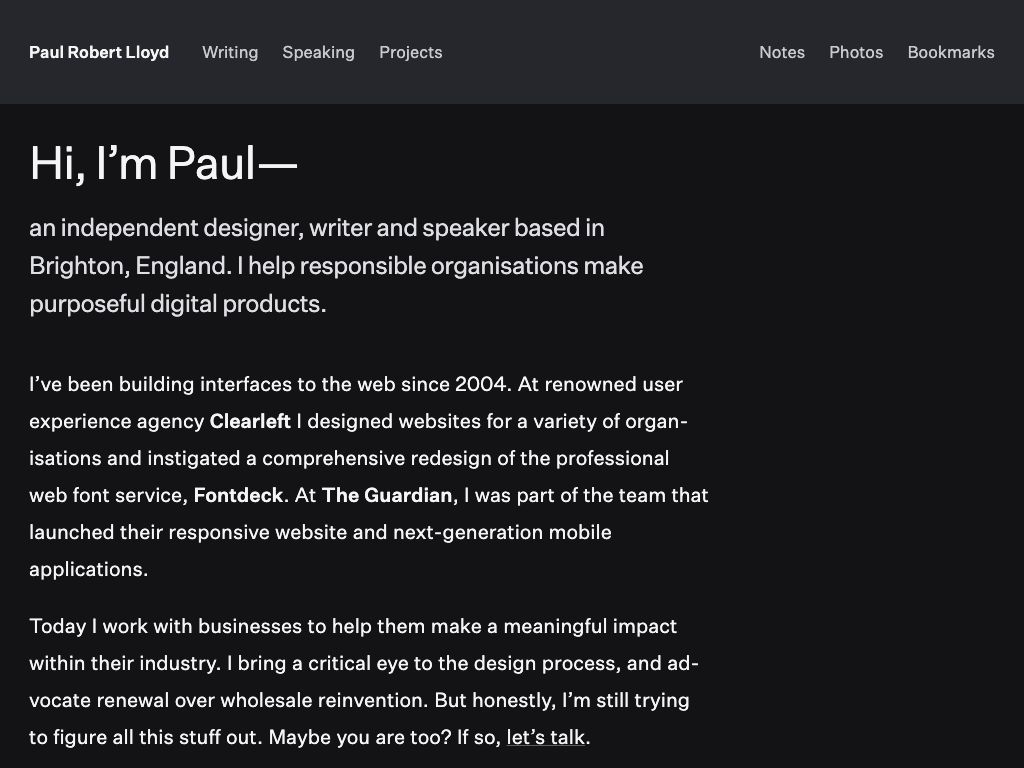 Paul Robert Lloyd Writing Speaking Projects Notes Photos Bookmarks
Hi, I’m Paul—
an independent designer, writer and speaker based in
Brighton, England. I help responsible organisations make
purposeful digital products.
I’ve been building interfaces to the web since 2004. At renowned user
experience agency Clearleft I designed websites for a variety of organ-
isations and instigated a comprehensive redesign of the professional
web font service, Fontdeck. At The Guardian, I was part of the team that
launched their responsive website and next-generation mobile
applications.
Today I work with businesses to help them make a meaningful impact
within their industry. I bring a critical eye to the design process, and ad-
vocate renewal over wholesale reinvention. But honestly, I’m still trying
to figure all this stuff out. Maybe you are too? If so, let’s talk.